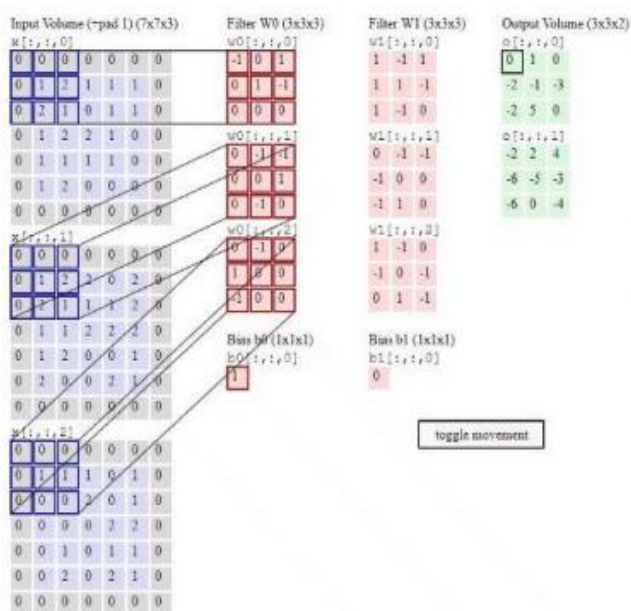 Input Volume (+pad 1) (7x7x3)
x[:,:,0]
0 0 0 0 0 0 0
0 1 2 1 1 1 0
0 2 1 0 1 1 0
0 1 2 2 1 0 0
0 1 1 1 1 0 0
0 1 2 0 0 0 0
0 0 0 0 0 0 0
x[:,:,1]
0 0 0 0 0 0 0
0 1 2 2 0 2 0
0 2 1 1 1 2 0
0 1 1 2 2 2 0
0 1 2 0 0 1 0
0 2 0 0 2 1 0
0 0 0 0 0 0 0
x[:,:,2]
0 0 0 0 0 0 0
0 1 1 1 0 1 0
0 0 0 2 0 1 0
0 0 0 0 2 2 0
0 0 1 0 1 1 0
0 0 2 0 2 1 0
0 0 0 0 0 0 0
Filter W0 (3x3x3)
w0[:,:,0]
-1 0 1
0 1 -1
0 0 0
w0[:,:,1]
0 -1 -1
0 0 1
0 -1 0
w0[:,:,2]
0 -1 0
1 0 0
-1 0 0
Bias b0 (1x1x1)
b0[:,:,0]
1
Filter W1 (3x3x3)
w1[:,:,0]
1 -1 1
1 1 -1
1 -1 0
w1[:,:,1]
0 -1 -1
-1 0 0
-1 1 0
w1[:,:,2]
1 -1 0
-1 0 -1
0 1 -1
Bias b1 (1x1x1)
b1[:,:,0]
0
Output Volume (3x3x2)
o[:,:,0]
0 1 0
-2 -1 -3
-2 5 0
o[:,:,1]
-2 2 4
-6 -5 -3
-6 0 -4
toggle movement